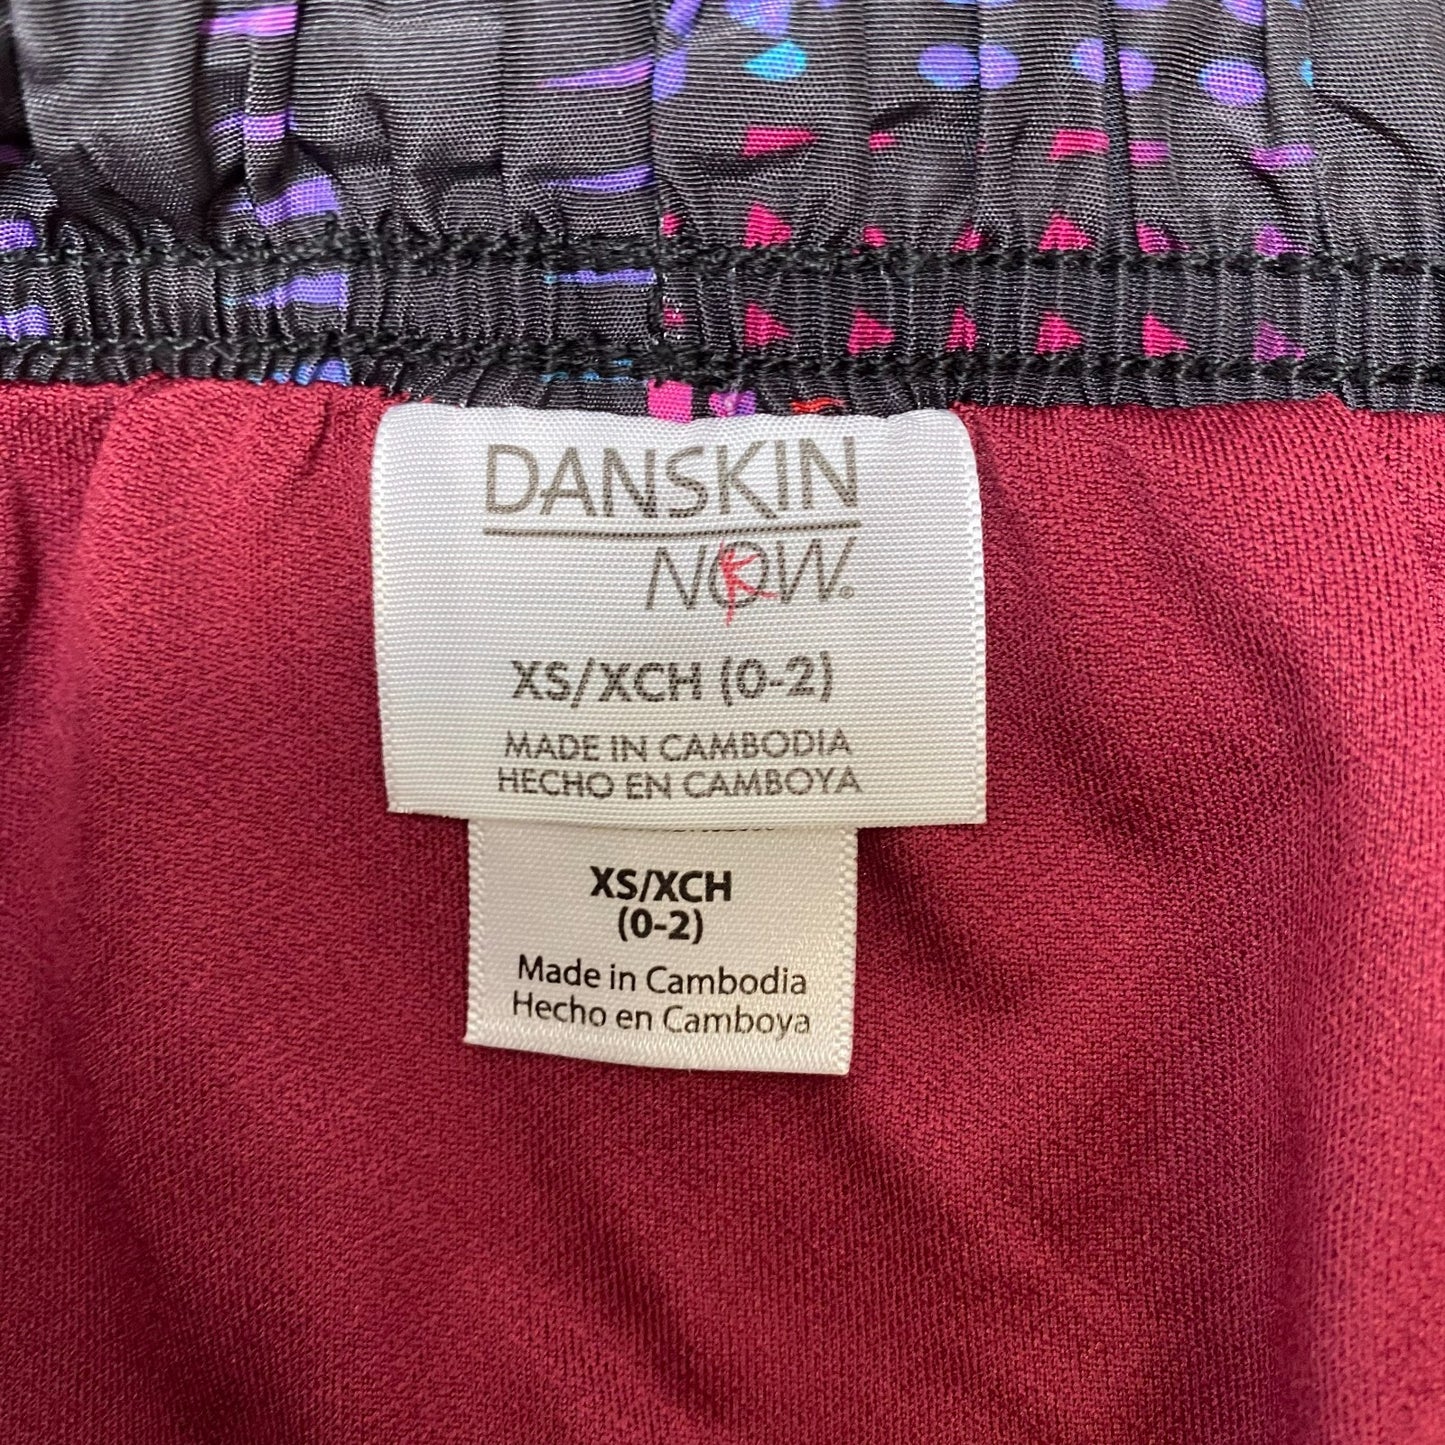 DANSKIN
NOW®
XS/XCH (0-2)
MADE IN CAMBODIA
HECHO EN CAMBOYA
XS/XCH
(0-2)
Made in Cambodia
Hecho en Camboya